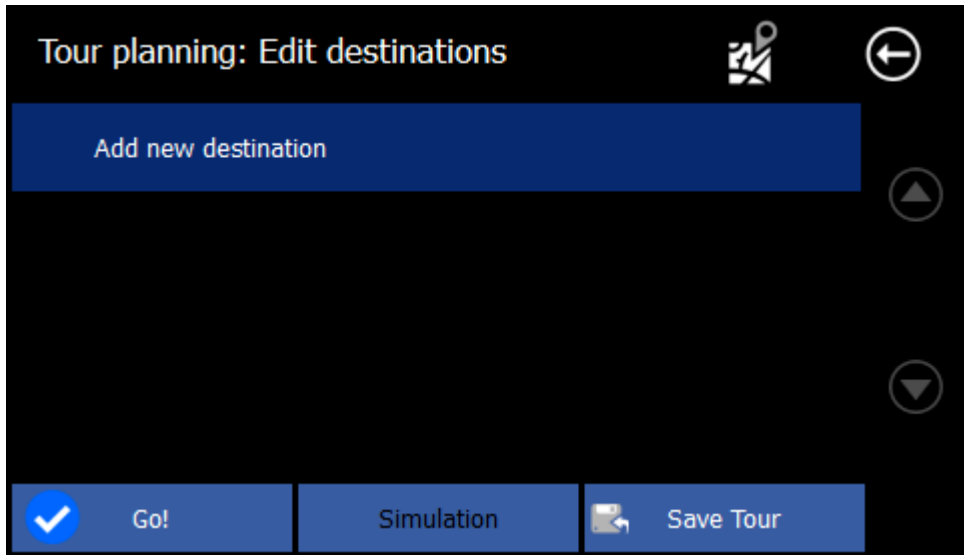 Tour planning: Edit destinations
Add new destination
Go!
Simulation
Save Tour